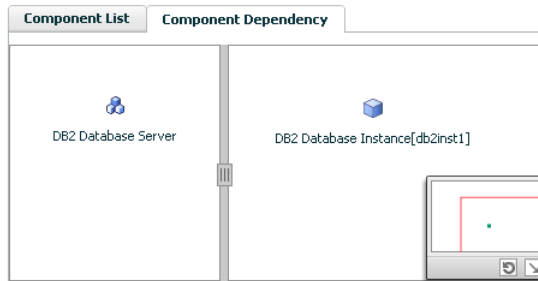 Component List
Component Dependency
DB2 Database Server
DB2 Database Instance[db2inst1]